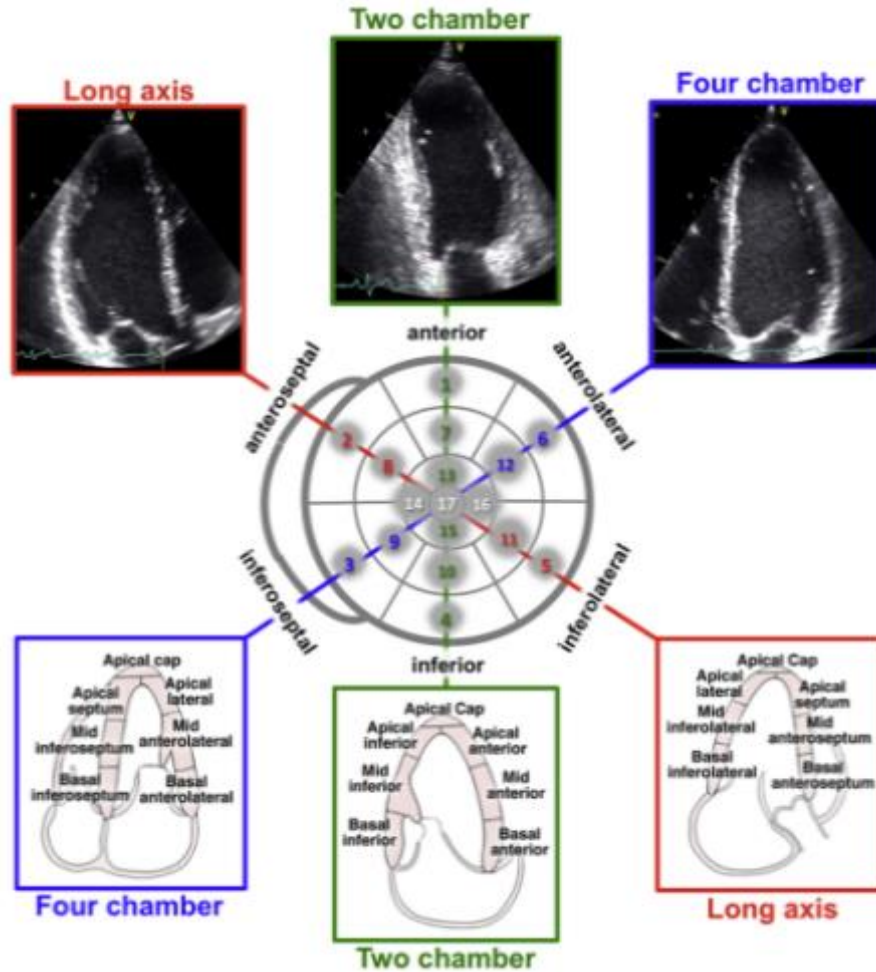 Two chamber
Long axis
Four chamber
V
V
V
anterior
anteroseptal
anterolateral
1
2
6
7
8
12
13
14
17
16
15
9
11
3
10
5
4
inferoseptal
inferolateral
inferior
Apical cap
Apical septum
Apical lateral
Mid inferoseptum
Mid anterolateral
Basal inferoseptum
Basal anterolateral
Four chamber
Apical Cap
Apical inferior
Apical anterior
Mid inferior
Mid anterior
Basal inferior
Basal anterior
Two chamber
Apical Cap
Apical lateral
Apical septum
Mid inferolateral
Mid anteroseptum
Basal inferolateral
Basal anteroseptum
Long axis